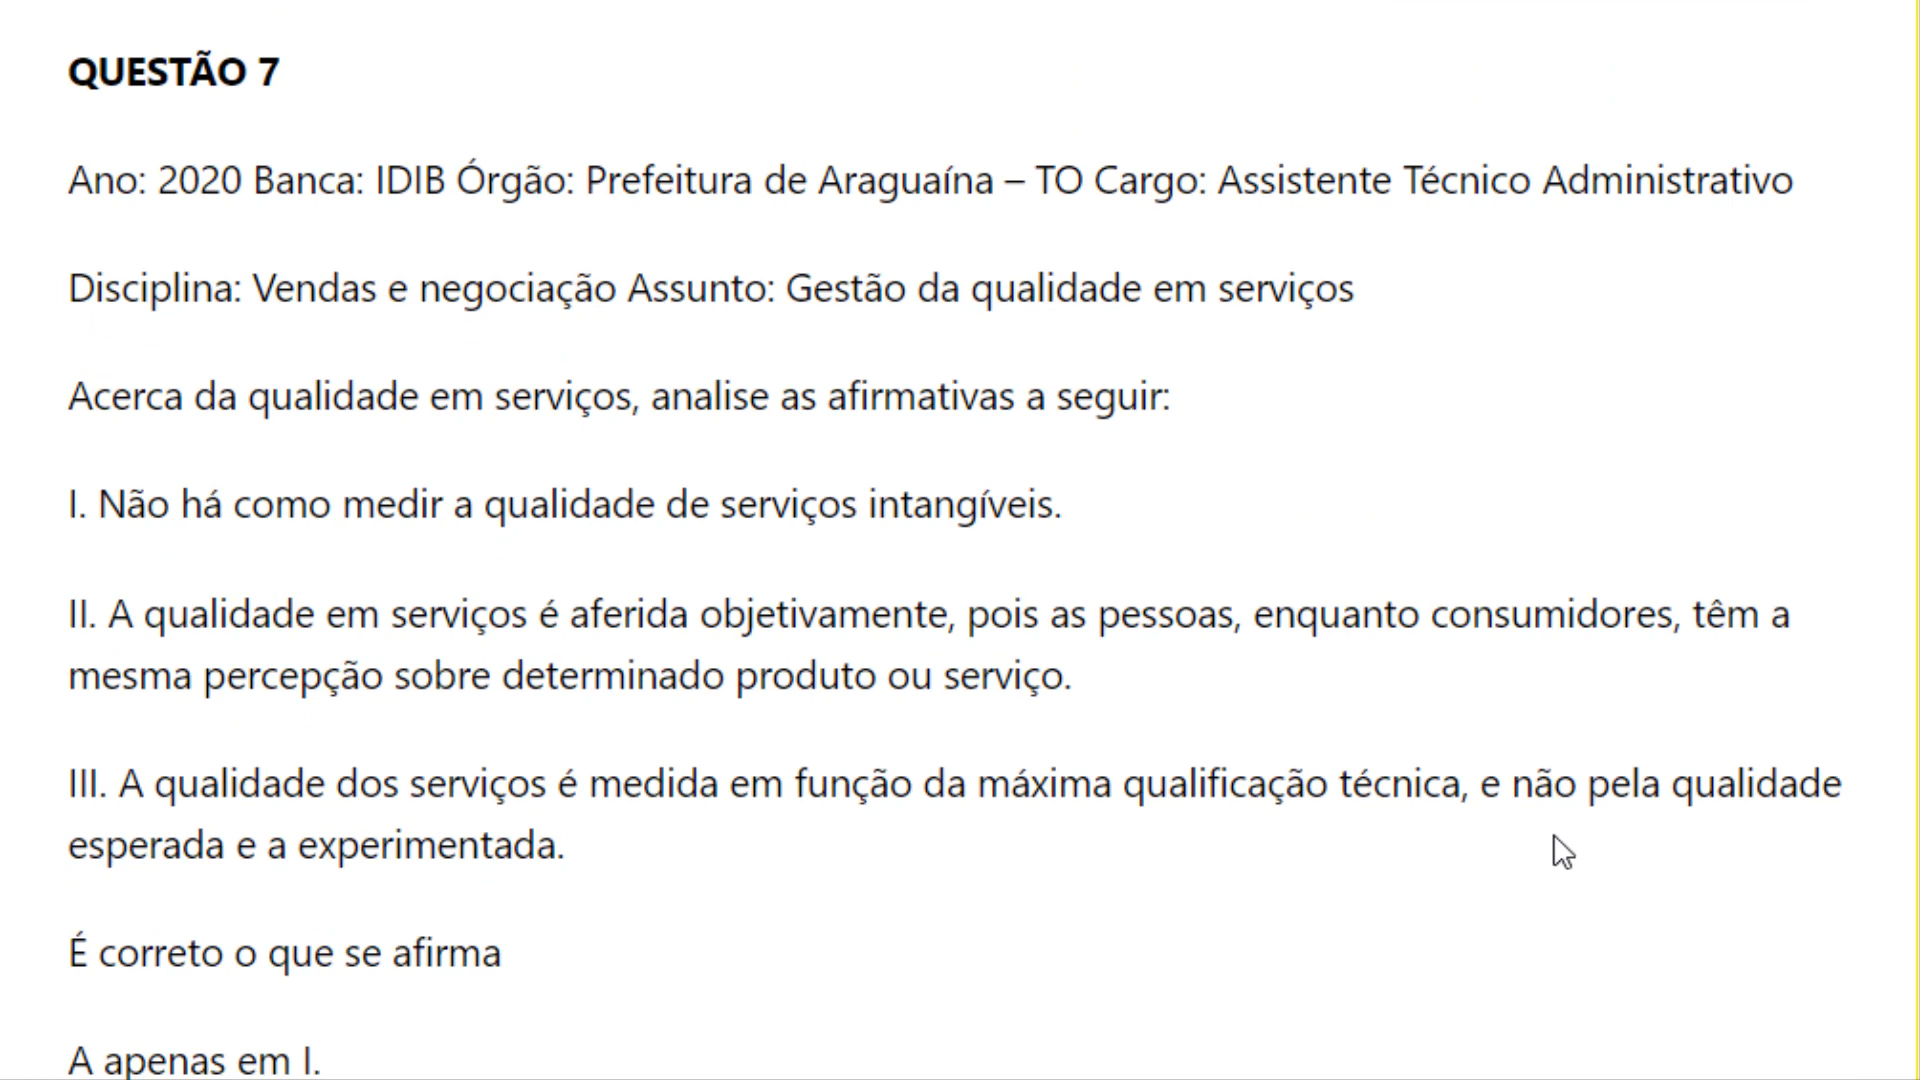 QUESTÃO 7
Ano: 2020 Banca: IDIB Órgão: Prefeitura de Araguaína – TO Cargo: Assistente Técnico Administrativo
Disciplina: Vendas e negociação Assunto: Gestão da qualidade em serviços
Acerca da qualidade em serviços, analise as afirmativas a seguir:
I. Não há como medir a qualidade de serviços intangíveis.
II. A qualidade em serviços é aferida objetivamente, pois as pessoas, enquanto consumidores, têm a
mesma percepção sobre determinado produto ou serviço.
III. A qualidade dos serviços é medida em função da máxima qualificação técnica, e não pela qualidade
esperada e a experimentada.
É correto o que se afirma
A apenas em I.